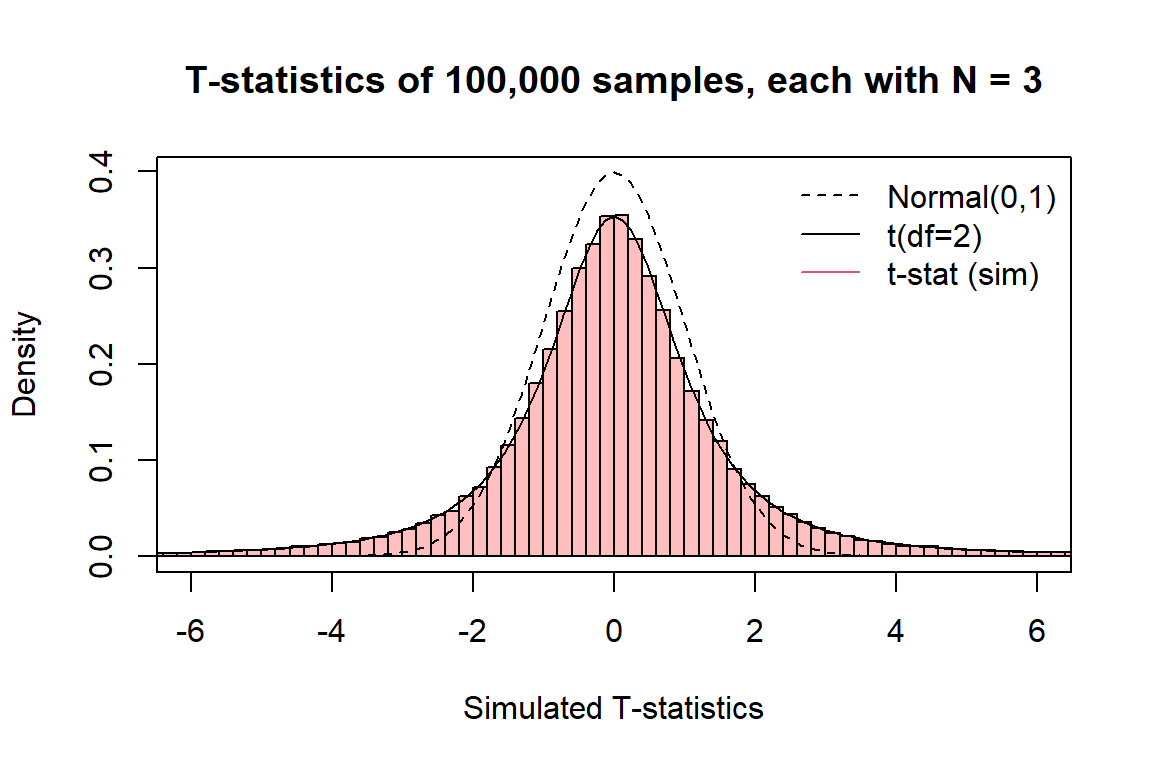 T-statistics of 100,000 samples, each with N = 3
Normal(0,1)
t(df=2)
t-stat (sim)
Density
0.4
0.3
0.2
0.1
0.0
-6 -4 -2 0 2 4 6
Simulated T-statistics